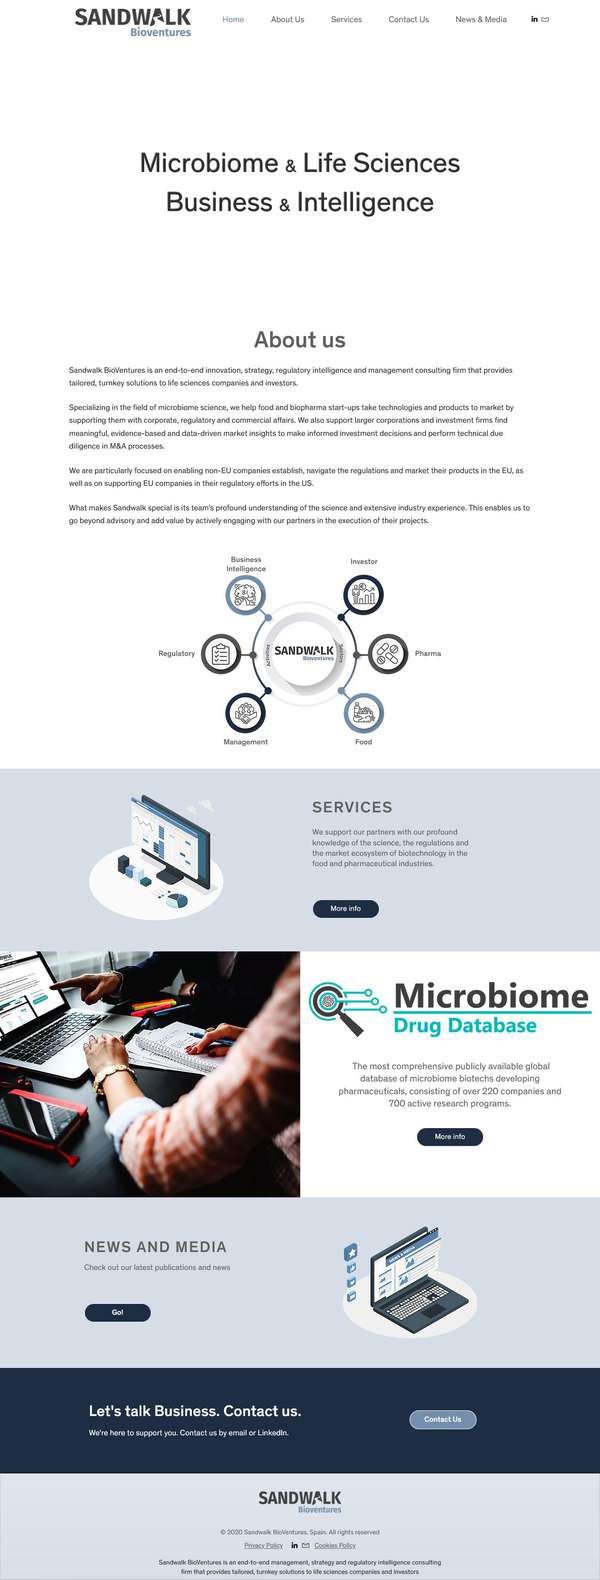 SANDWALK
Bioventures
Home
About Us
Services
Contact Us
News & Media
Microbiome & Life Sciences
Business & Intelligence
About us
Sandwalk BioVentures is an end-to-end innovation, strategy, regulatory intelligence and management consulting firm that provides
tailored, turnkey solutions to life sciences companies and investors.
Specializing in the field of microbiome science, we help food and biopharma start-ups take technologies and products to market by
supporting them with corporate, regulatory and commercial affairs. We also support larger corporations and investment firms find
meaningful, evidence-based and data-driven market insights to make informed investment decisions and perform technical due
diligence in M&A processes.
We are particularly focused on enabling non-EU companies establish, navigate the regulations and market their products in the EU, as
well as on supporting EU companies in their regulatory efforts in the US.
What makes Sandwalk special is its team's profound understanding of the science and extensive industry experience. This enables us to
go beyond advisory and add value by actively engaging with our partners in the execution of their projects.
Business
Intelligence
Investor
BI
Regulatory
SANDWALK
Bioventures
Pharma
Management
Food
SERVICES
We support our partners with our profound
knowledge of the science, the regulations and
the market ecosystem of biotechnology in the
food and pharmaceutical industries.
More info
Microbiome
Drug Database
The most comprehensive publicly available global
database of microbiome biotechs developing
pharmaceuticals, consisting of over 220 companies and
700 active research programs.
More info
NEWS AND MEDIA
Check out our latest publications and news
Go!
Let's talk Business. Contact us.
We're here to support you. Contact us by email or LinkedIn.
Contact Us
SANDWALK
Bioventures
© 2020 Sandwalk BioVentures. Spain. All rights reserved
Privacy Policy
in
Cookies Policy
Sandwalk BioVentures is an end-to-end management, strategy and regulatory intelligence consulting
firm that provides tailored, turnkey solutions to life sciences companies and investors